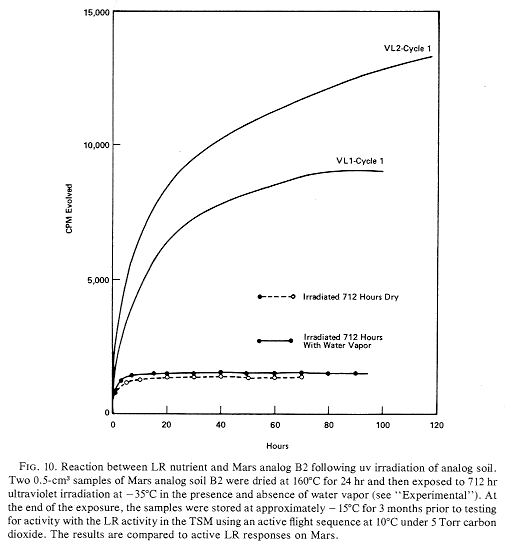 15,000
VL2-Cycle 1
10,000
VL1-Cycle 1
CPM Evolved
5,000
Irradiated 712 Hours Dry
Irradiated 712 Hours
With Water Vapor
0
0 20 40 60 80 100 120
Hours
FIG. 10. Reaction between LR nutrient and Mars analog B2 following uv irradiation of analog soil.
Two 0.5-cm³ samples of Mars analog soil B2 were dried at 160°C for 24 hr and then exposed to 712 hr
ultraviolet irradiation at −35°C in the presence and absence of water vapor (see “Experimental”). At
the end of the exposure, the samples were stored at approximately − 15°C for 3 months prior to testing
for activity with the LR activity in the TSM using an active flight sequence at 10°C under 5 Torr carbon
dioxide. The results are compared to active LR responses on Mars.